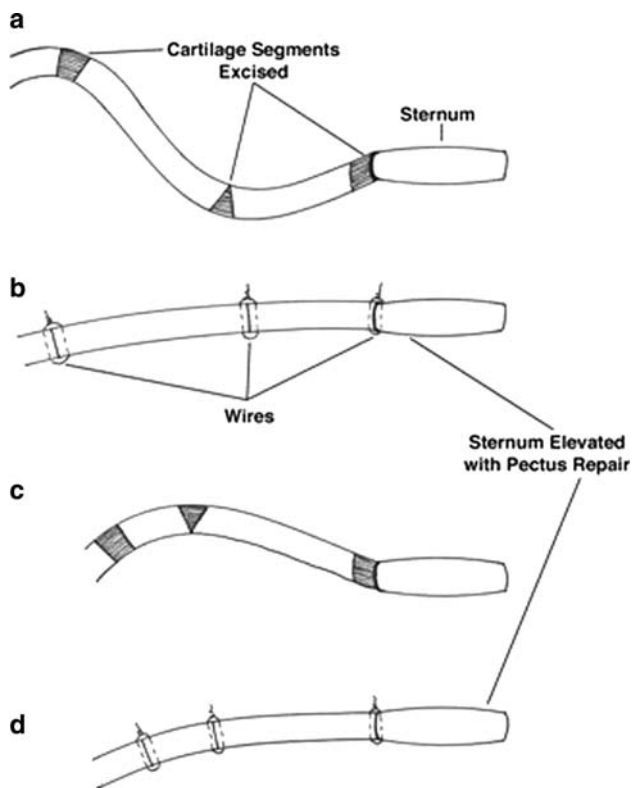 a
Cartilage Segments
Excised
Sternum
b
Wires
Sternum Elevated
with Pectus Repair
c
d